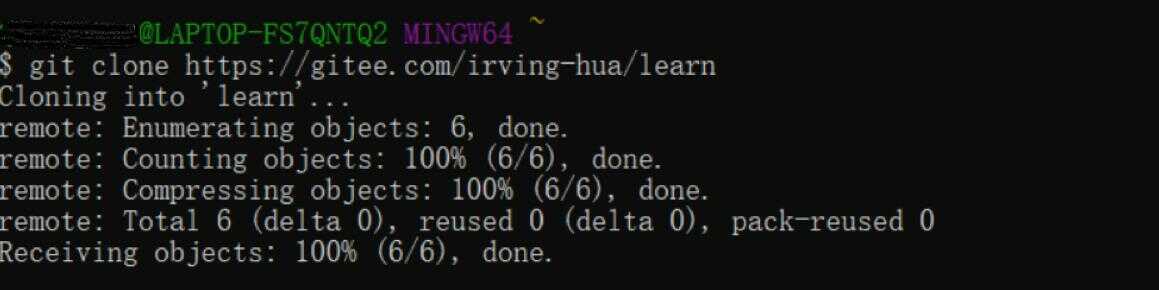 @LAPTOP-FS7QNTQ2 MINGW64 ~
$ git clone https://gitee.com/irving-hua/learn
Cloning into 'learn'...
remote: Enumerating objects: 6, done.
remote: Counting objects: 100% (6/6), done.
remote: Compressing objects: 100% (6/6), done.
remote: Total 6 (delta 0), reused 0 (delta 0), pack-reused 0
Receiving objects: 100% (6/6), done.